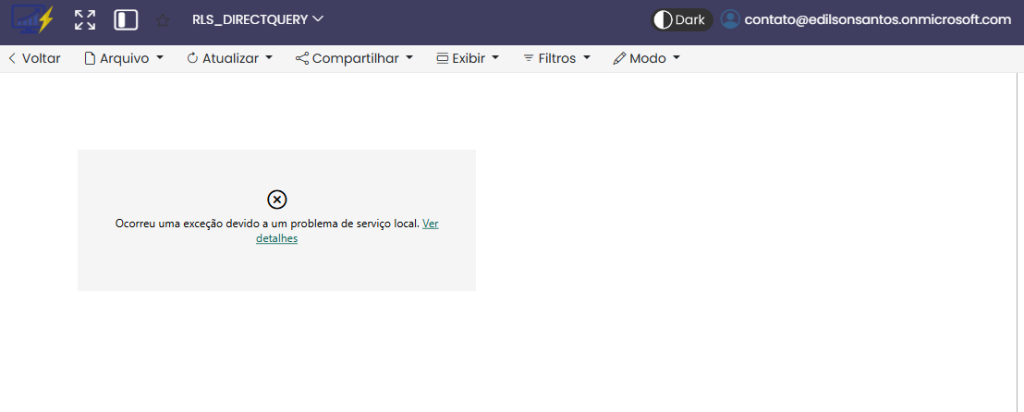 RLS_DIRECTQUERY
Dark
contato@edilsonsantos.onmicrosoft.com
Voltar
Arquivo
Atualizar
Compartilhar
Exibir
Filtros
Modo
Ocorreu uma exceção devido a um problema de serviço local. Ver
detalhes